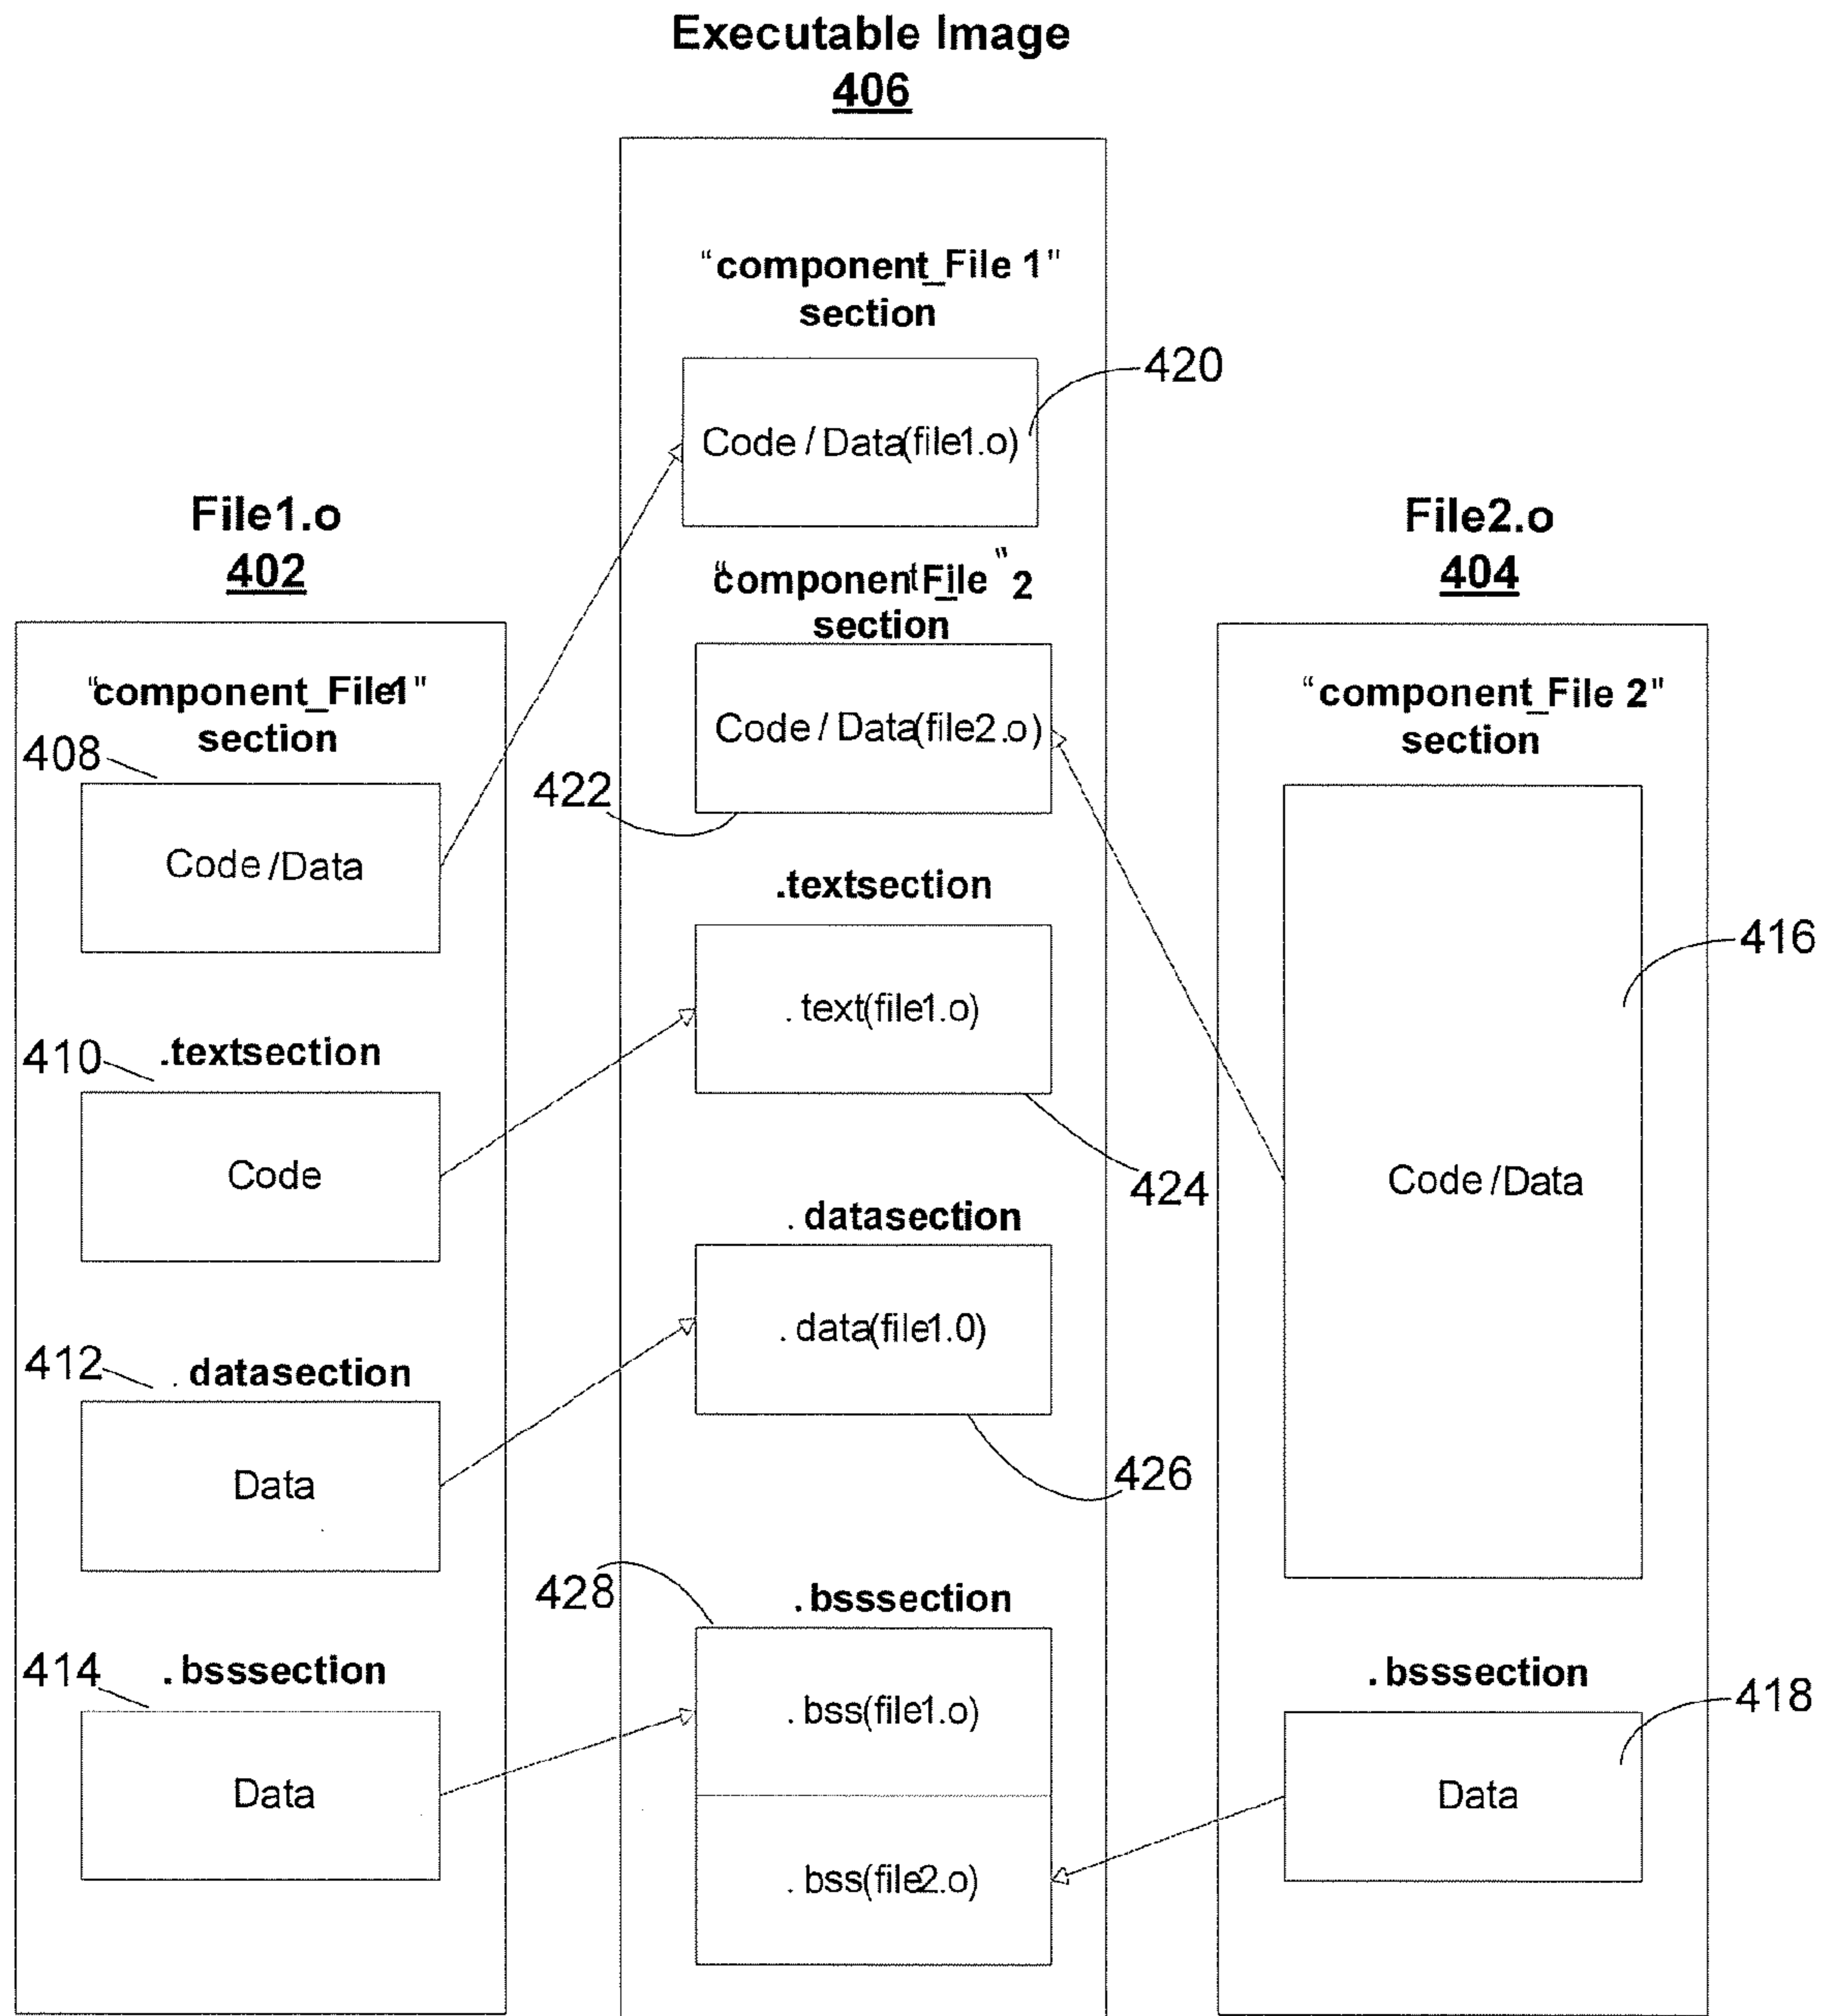 Executable Image
406
"component_File 1"
section
Code / Data(file1.o)
420
"component_File "2
section
Code / Data(file2.o)
422
.textsection
.text(file1.o)
424
.datasection
.data(file1.0)
426
428
.bsssection
.bss(file1.o)
.bss(file2.o)
File1.o
402
"component_File1"
section
408
Code /Data
410
.textsection
Code
412
.datasection
Data
414
.bsssection
Data
File2.o
404
"component_File 2"
section
416
Code /Data
.bsssection
418
Data